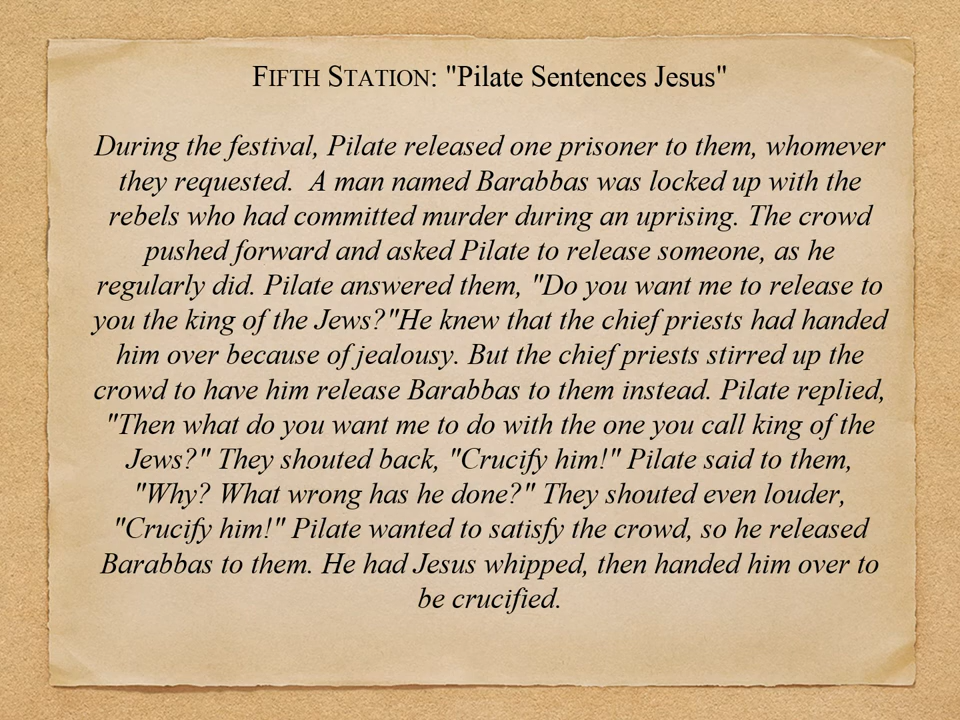 FIFTH STATION: "Pilate Sentences Jesus"
During the festival, Pilate released one prisoner to them, whomever
they requested.  A man named Barabbas was locked up with the
rebels who had committed murder during an uprising. The crowd
pushed forward and asked Pilate to release someone, as he
regularly did. Pilate answered them, "Do you want me to release to
you the king of the Jews?"He knew that the chief priests had handed
him over because of jealousy. But the chief priests stirred up the
crowd to have him release Barabbas to them instead. Pilate replied,
"Then what do you want me to do with the one you call king of the
Jews?" They shouted back, "Crucify him!" Pilate said to them,
"Why? What wrong has he done?" They shouted even louder,
"Crucify him!" Pilate wanted to satisfy the crowd, so he released
Barabbas to them. He had Jesus whipped, then handed him over to
be crucified.